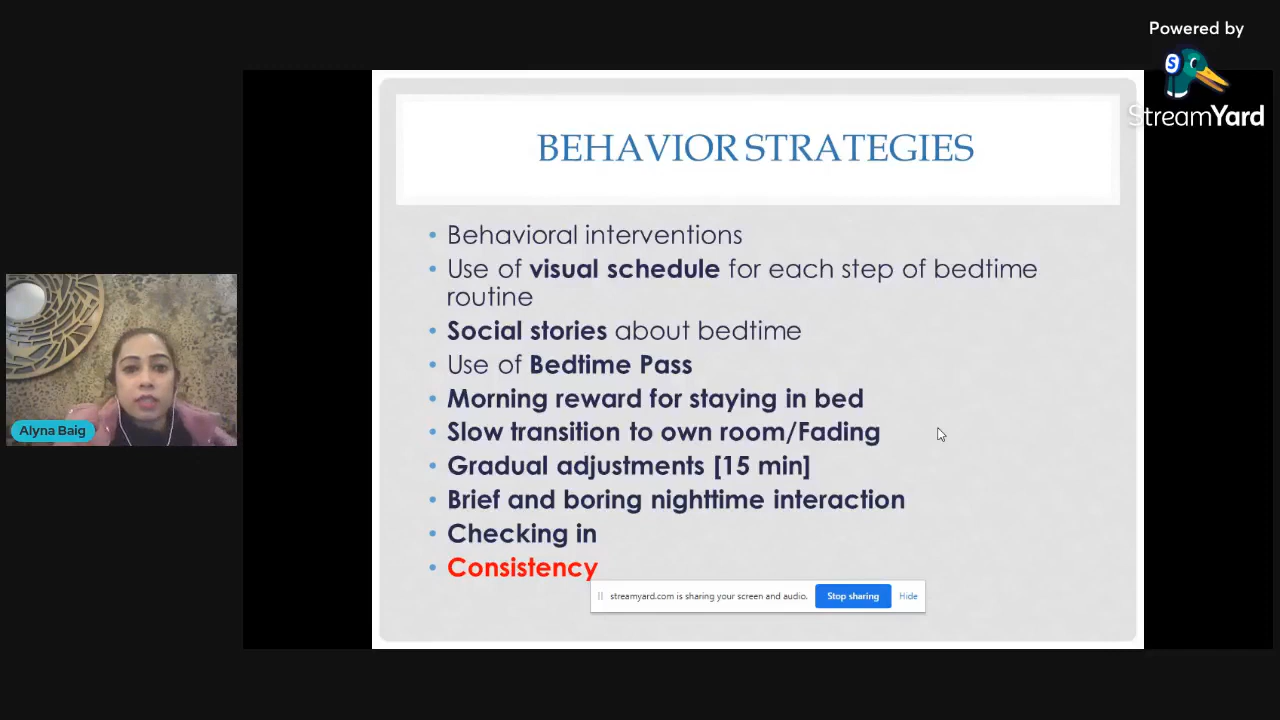 Powered by
StreamYard
BEHAVIOR STRATEGIES
• Behavioral interventions
• Use of visual schedule for each step of bedtime
routine
• Social stories about bedtime
• Use of Bedtime Pass
• Morning reward for staying in bed
• Slow transition to own room/Fading
• Gradual adjustments [15 min]
• Brief and boring nighttime interaction
• Checking in
• Consistency
streamyard.com is sharing your screen and audio. Stop sharing Hide
Alyna Baig